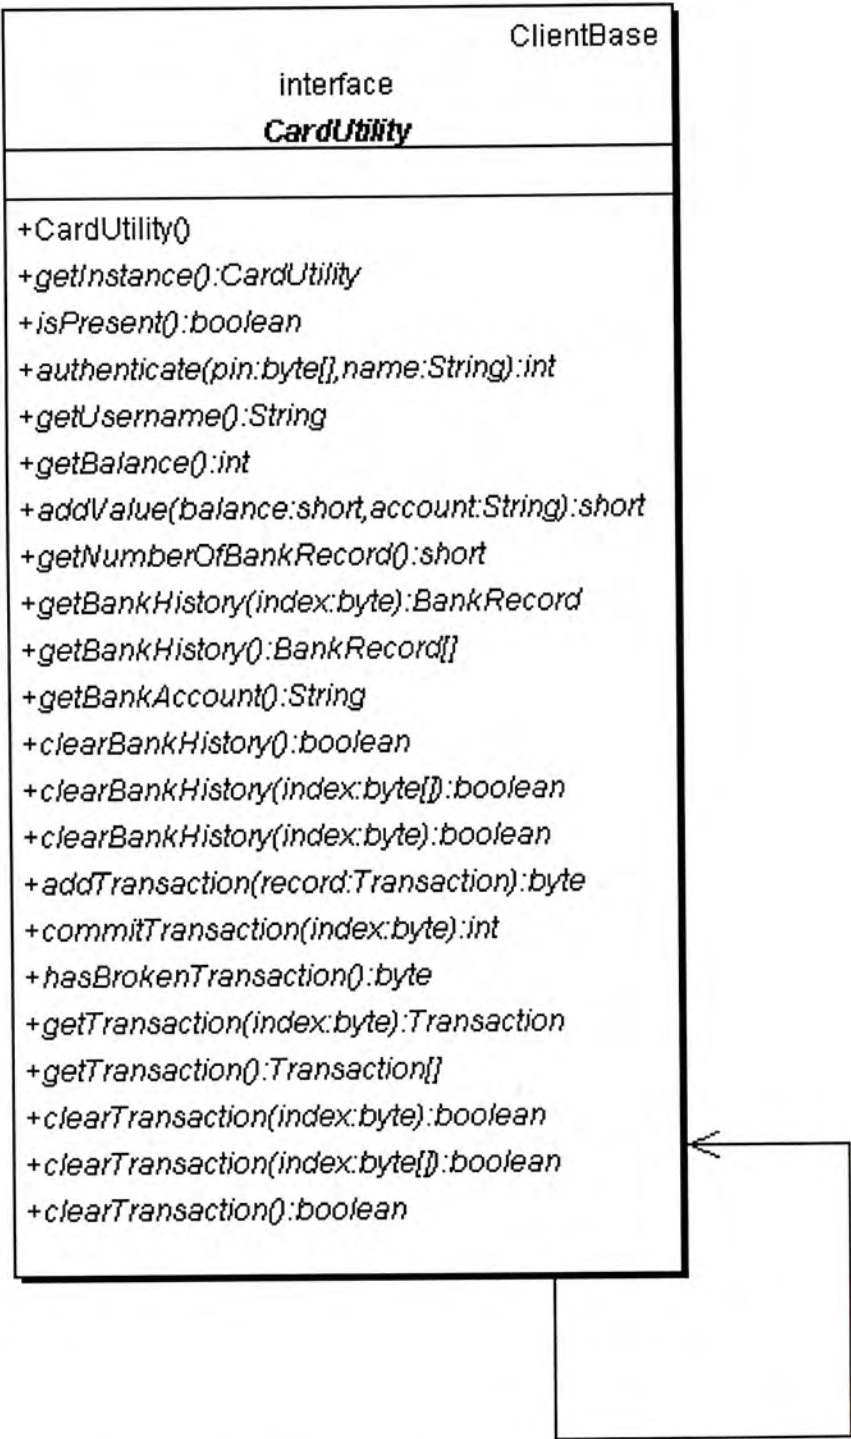 ClientBase
interface
CardUtility
+CardUtility()
+getInstance():CardUtility
+isPresent():boolean
+authenticate(pin:byte[],name:String):int
+getUsername():String
+getBalance():int
+addValue(balance:short,account:String):short
+getNumberOfBankRecord():short
+getBankHistory(index:byte):BankRecord
+getBankHistory():BankRecord[]
+getBankAccount():String
+clearBankHistory():boolean
+clearBankHistory(index:byte[]):boolean
+clearBankHistory(index:byte):boolean
+addTransaction(record:Transaction):byte
+commitTransaction(index:byte):int
+hasBrokenTransaction():byte
+getTransaction(index:byte):Transaction
+getTransaction():Transaction[]
+clearTransaction(index:byte):boolean
+clearTransaction(index:byte[]):boolean
+clearTransaction():boolean